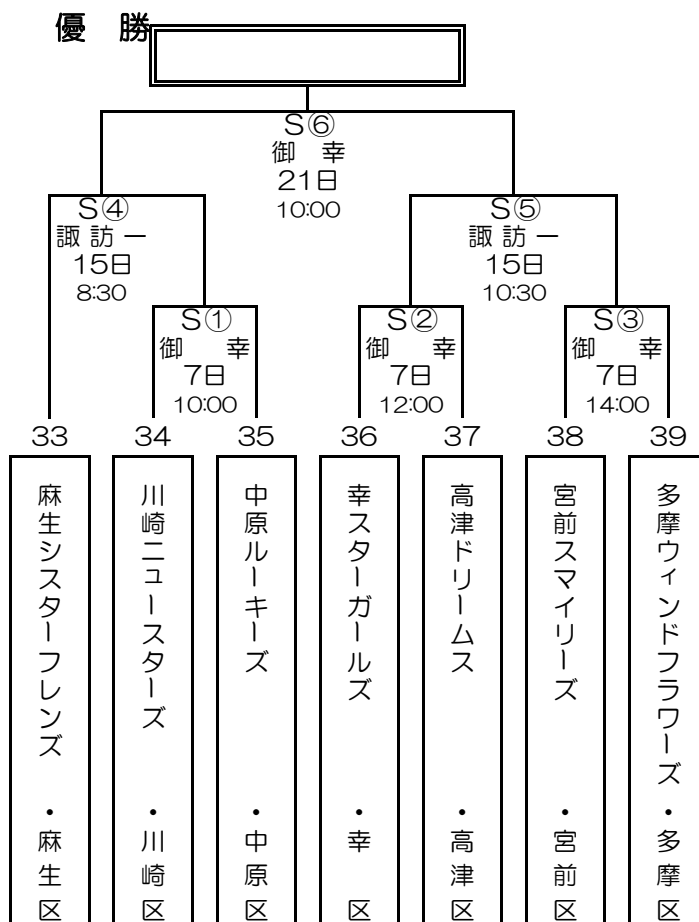 優 勝
S⑥
御 幸
21日
10:00
S④
諏訪一
15日
8:30
S⑤
諏訪一
15日
10:30
S①
御 幸
7日
10:00
S②
御 幸
7日
12:00
S③
御 幸
7日
14:00
33 34 35 36 37 38 39
麻生シスターフレンズ ・麻生区
川崎ニュースターズ ・川崎区
中原ルーキーズ ・中原区
幸スターガールズ ・幸 区
高津ドリームス ・高津区
宮前スマイリーズ ・宮前区
多摩ウィンドフラワーズ・多摩区